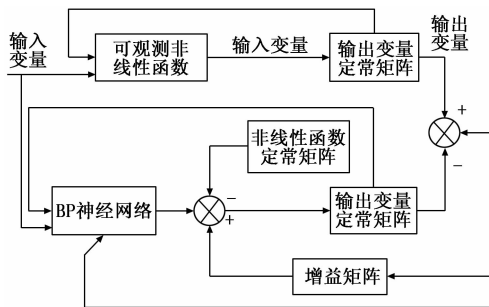 输入
变量
可观测非
线性函数
输入变量
输出变量
定常矩阵
输出
变量
+
−
非线性函数
定常矩阵
BP神经网络
−
+
输出变量
定常矩阵
增益矩阵